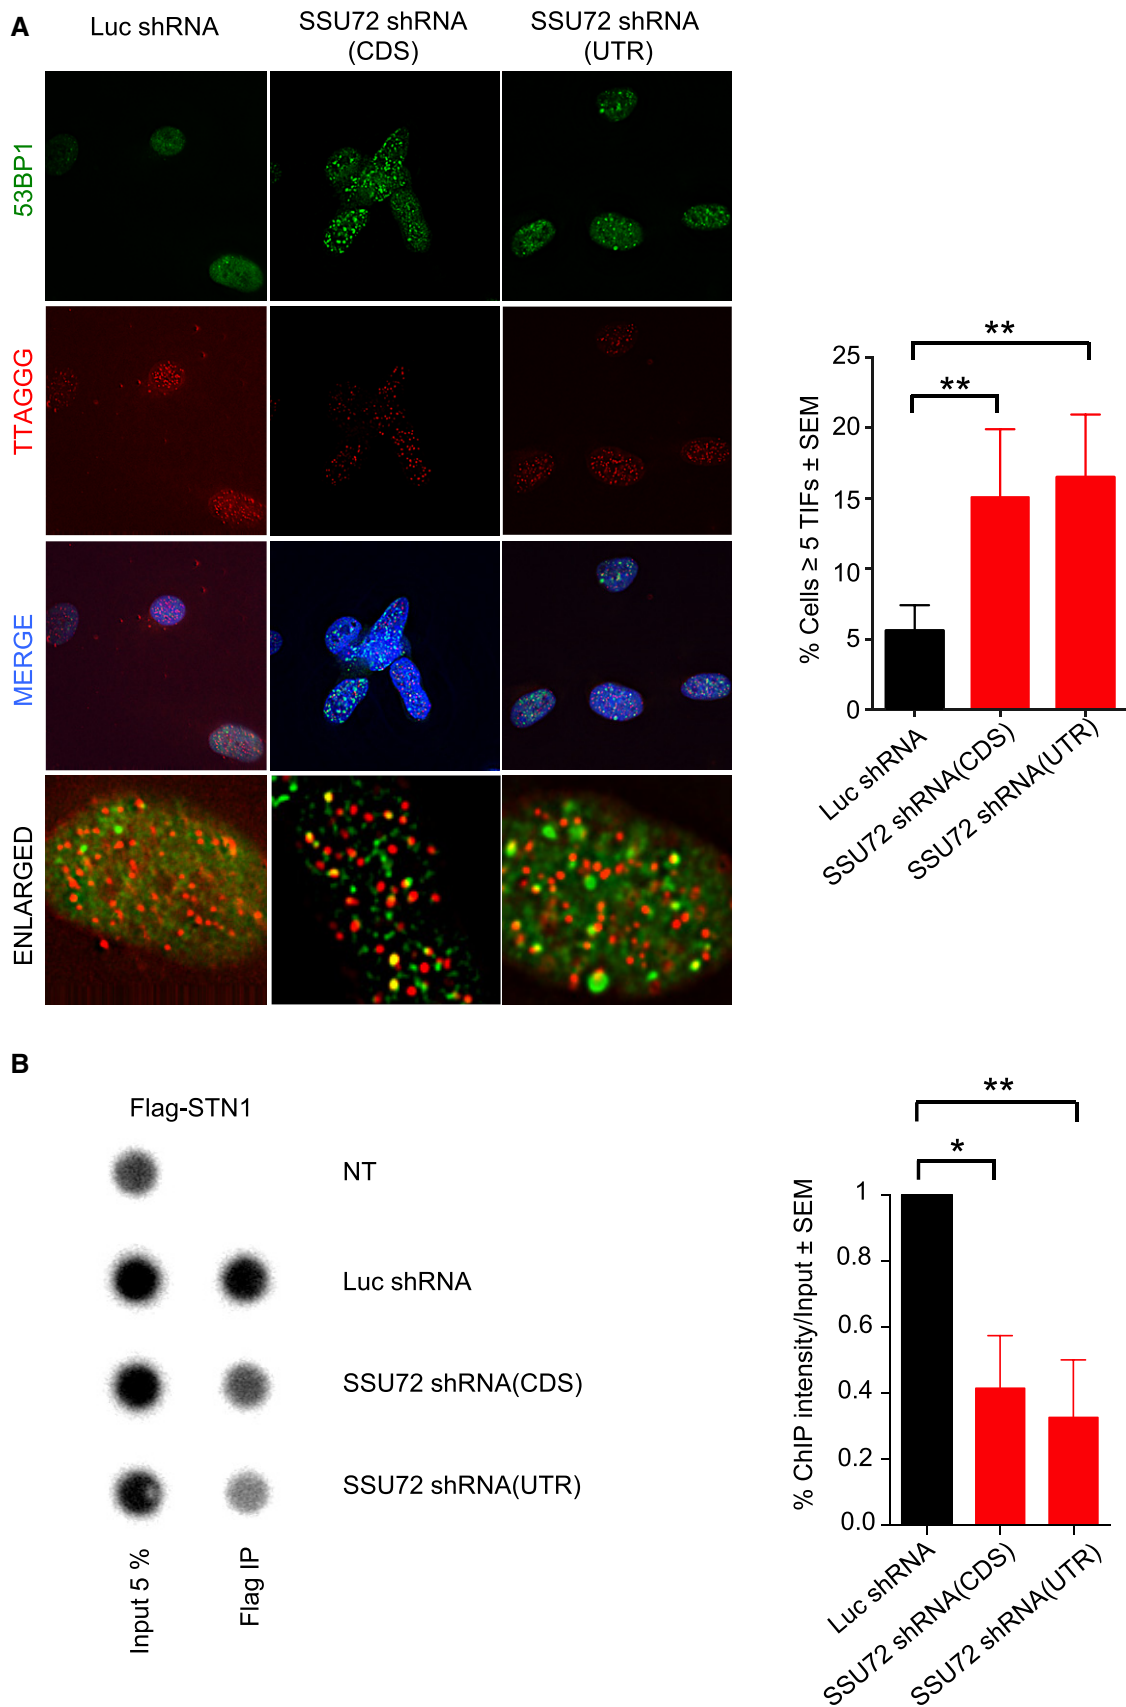 A
Luc shRNA
SSU72 shRNA
(CDS)
SSU72 shRNA
(UTR)
53BP1
TTAGGG
MERGE
ENLARGED
% Cells ≥ 5 TIFs ± SEM
25
20
15
10
5
0
**
**
Luc shRNA
SSU72 shRNA(CDS)
SSU72 shRNA(UTR)
B
Flag-STN1
NT
Luc shRNA
SSU72 shRNA(CDS)
SSU72 shRNA(UTR)
Input 5 %
Flag IP
% ChIP intensity/Input ± SEM
1
0.8
0.6
0.4
0.2
0.0
**
*
Luc shRNA
SSU72 shRNA(CDS)
SSU72 shRNA(UTR)